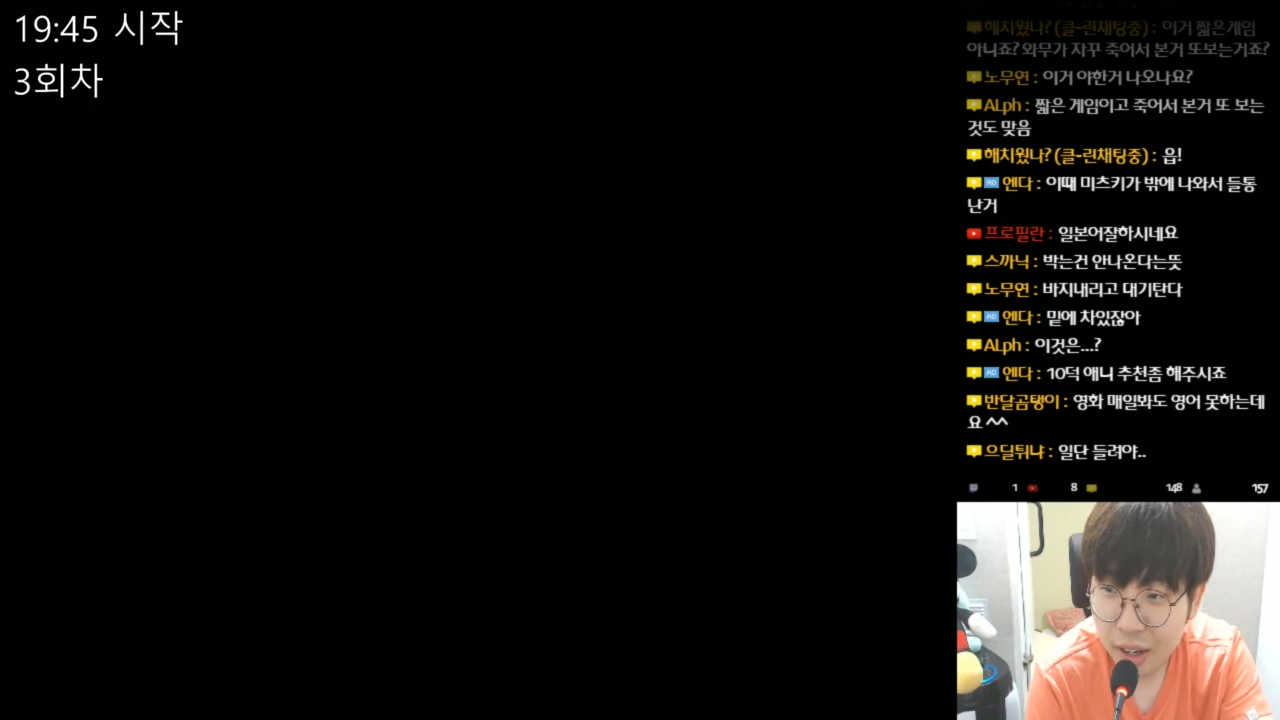 19:45 시작
3회차
해치웠나? (클-린채팅중) : 이거 짧은게임
아니죠? 와무가 자꾸 죽어서 본거 또보는거죠?
노무연 : 이거 야한거 나오나요?
ALph : 짧은 게임이고 죽어서 본거 또 보는
것도 맞음
해치웠나? (클-린채팅중) : 읍!
AD 엔다 : 이때 미츠키가 밖에 나와서 들통
난거
프로필란 : 일본어잘하시네요
스까닉 : 박는건 안나온다는뜻
노무연 : 바지내리고 대기탄다
AD 엔다 : 밑에 차있잖아
ALph : 이것은...?
AD 엔다 : 10덕 애니 추천좀 해주시죠
반달곰탱이 : 영화 매일봐도 영어 못하는데
요 ^^
으딜튀냐 : 일단 들려야..
1 8 148 157